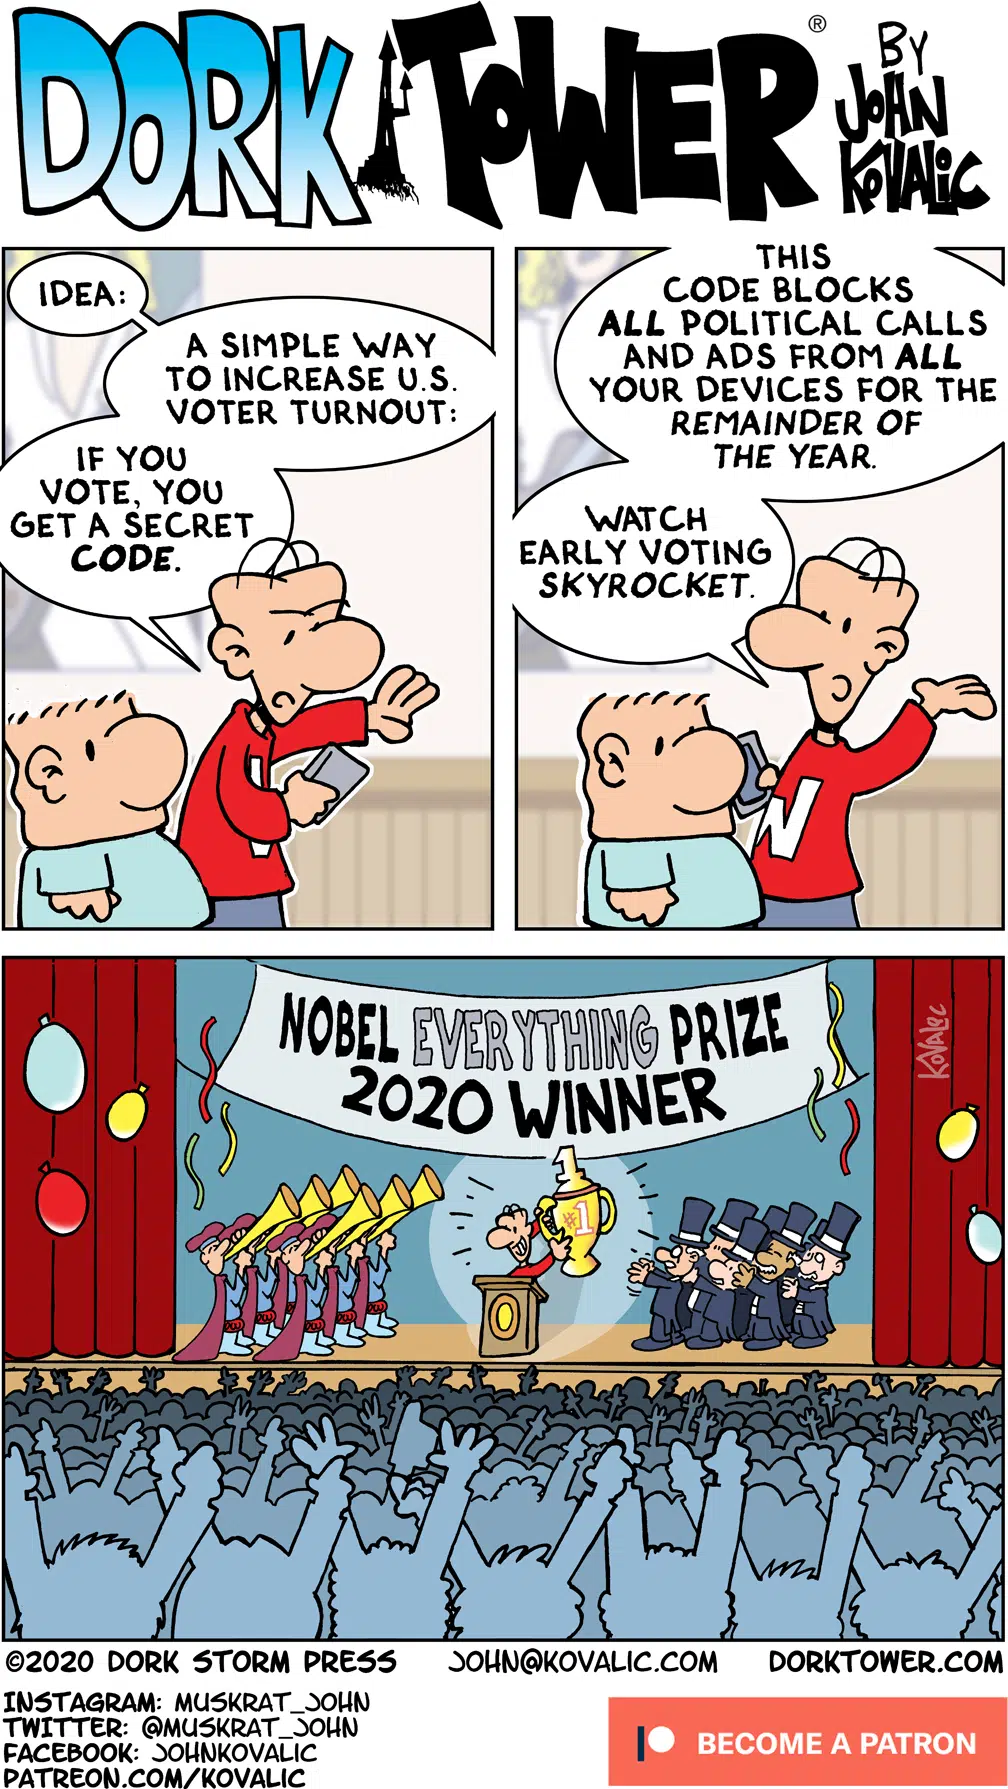 DORK TOWER®
BY
JOHN
KOVALIC
IDEA:
A SIMPLE WAY
TO INCREASE U.S.
VOTER TURNOUT:
IF YOU
VOTE, YOU
GET A SECRET
CODE.
THIS
CODE BLOCKS
ALL POLITICAL CALLS
AND ADS FROM ALL
YOUR DEVICES FOR THE
REMAINDER OF
THE YEAR.
WATCH
EARLY VOTING
SKYROCKET.
N
NOBEL EVERYTHING PRIZE
2020 WINNER
KOVALIC
1
#1
©2020 DORK STORM PRESS JOHN@KOVALIC.COM DORKTOWER.COM
INSTAGRAM: MUSKRAT_JOHN
TWITTER: @MUSKRAT_JOHN
FACEBOOK: JOHNKOVALIC
PATREON.COM/KOVALIC
BECOME A PATRON